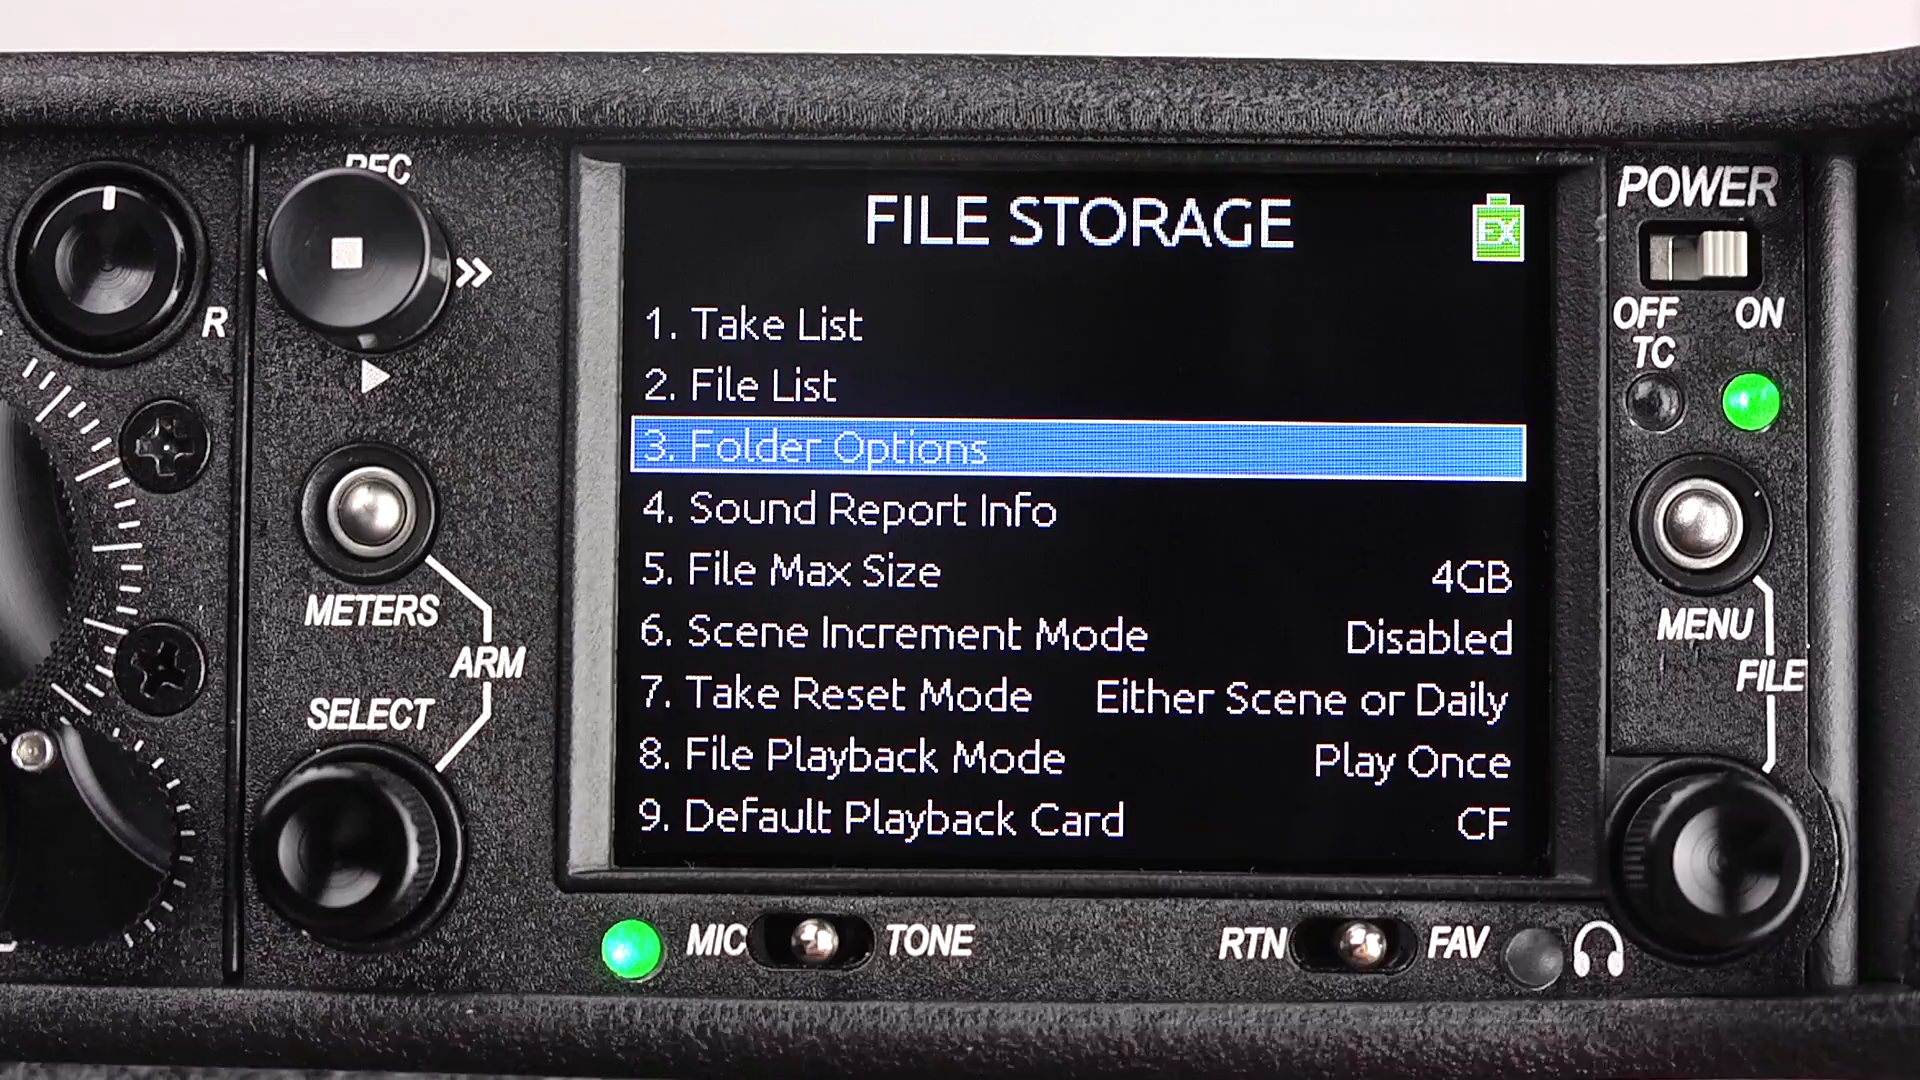 REC
R
METERS
ARM
SELECT
FILE STORAGE
EX
1. Take List
2. File List
3. Folder Options
4. Sound Report Info
5. File Max Size 4GB
6. Scene Increment Mode Disabled
7. Take Reset Mode Either Scene or Daily
8. File Playback Mode Play Once
9. Default Playback Card CF
POWER
OFF ON
TC
MENU
FILE
MIC TONE
RTN FAV